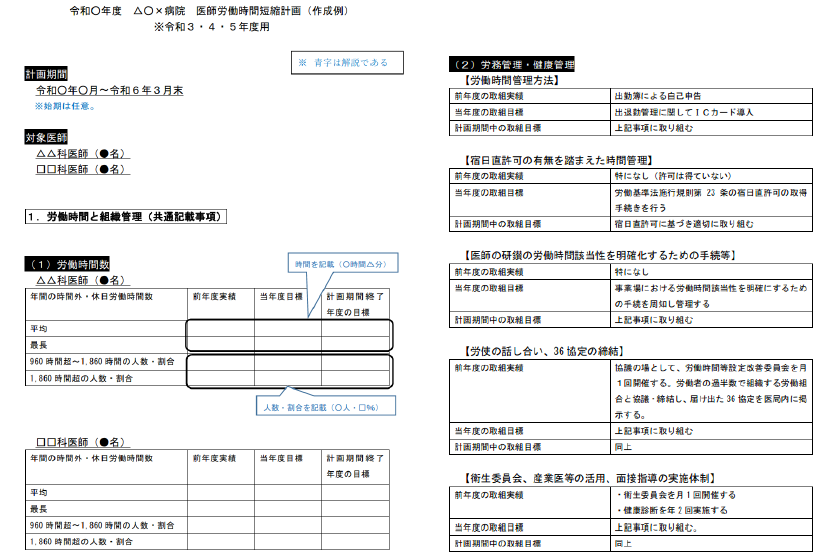 令和〇年度　△〇×病院　医師労働時間短縮計画（作成例）
※令和３・４・５年度用
※ 青字は解説である
計画期間
令和〇年〇月～令和６年３月末
※始期は任意。
対象医師
△△科医師（●名）
□□科医師（●名）
１．労働時間と組織管理（共通記載事項）
（１）労働時間数
時間を記載（〇時間△分）
△△科医師（●名）
年間の時間外・休日労働時間数　前年度実績　当年度目標　計画期間終了
年度の目標
平均
最長
960 時間超～1,860 時間の人数・割合
1,860 時間超の人数・割合
人数・割合を記載（〇人・□%）
□□科医師（●名）
年間の時間外・休日労働時間数　前年度実績　当年度目標　計画期間終了
年度の目標
平均
最長
960 時間超～1,860 時間の人数・割合
1,860 時間超の人数・割合
（２）労務管理・健康管理
【労働時間管理方法】
前年度の取組実績　出勤簿による自己申告
当年度の取組目標　出退勤管理に関してＩＣカード導入
計画期間中の取組目標　上記事項に取り組む
【宿日直許可の有無を踏まえた時間管理】
前年度の取組実績　特になし（許可は得ていない）
当年度の取組目標　労働基準法施行規則第 23 条の宿日直許可の取得
手続きを行う
計画期間中の取組目標　宿日直許可に基づき適切に取り組む
【医師の研鑽の労働時間該当性を明確化するための手続等】
前年度の取組実績　特になし
当年度の取組目標　事業場における労働時間該当性を明確にするため
の手続を周知し管理する
計画期間中の取組目標　上記事項に取り組む
【労使の話し合い、36 協定の締結】
前年度の取組実績　協議の場として、労働時間等設定改善委員会を月
１回開催する。労働者の過半数で組織する労働組
合と協議・締結し、届け出た 36 協定を医局内に掲
示する。
当年度の取組目標　上記事項に取り組む
計画期間中の取組目標　同上
【衛生委員会、産業医等の活用、面接指導の実施体制】
前年度の取組実績　・衛生委員会を月１回開催する
・健康診断を年２回実施する
当年度の取組目標　上記事項に取り組む。
計画期間中の取組目標　同上